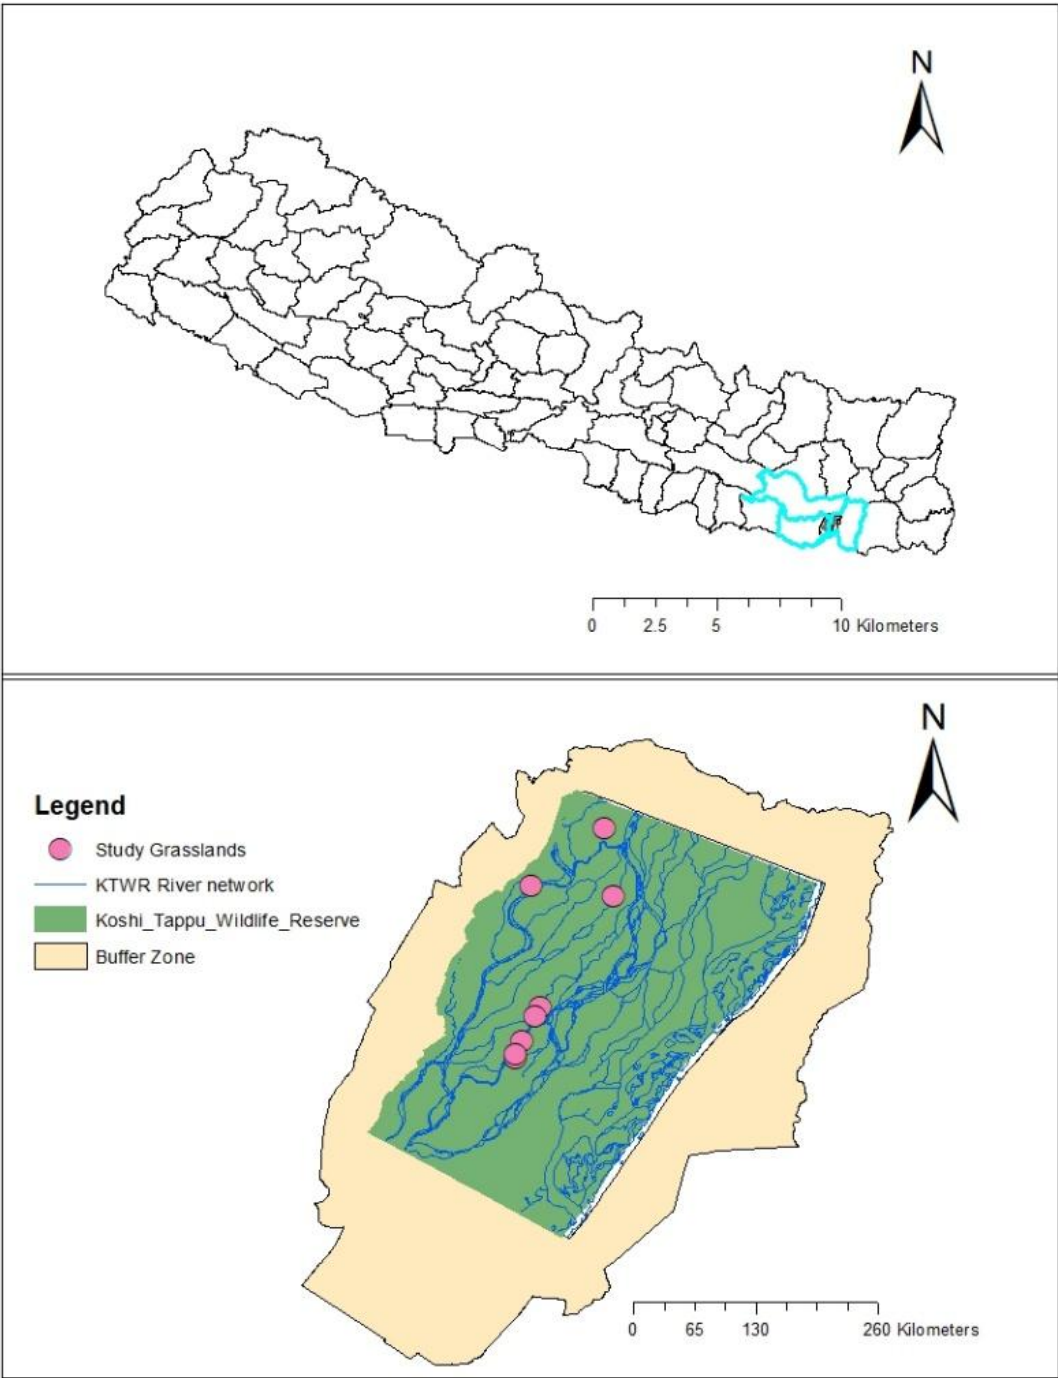 N
0 2.5 5 10 Kilometers
N
Legend
Study Grasslands
KTWR River network
Koshi_Tappu_Wildlife_Reserve
Buffer Zone
0 65 130 260 Kilometers